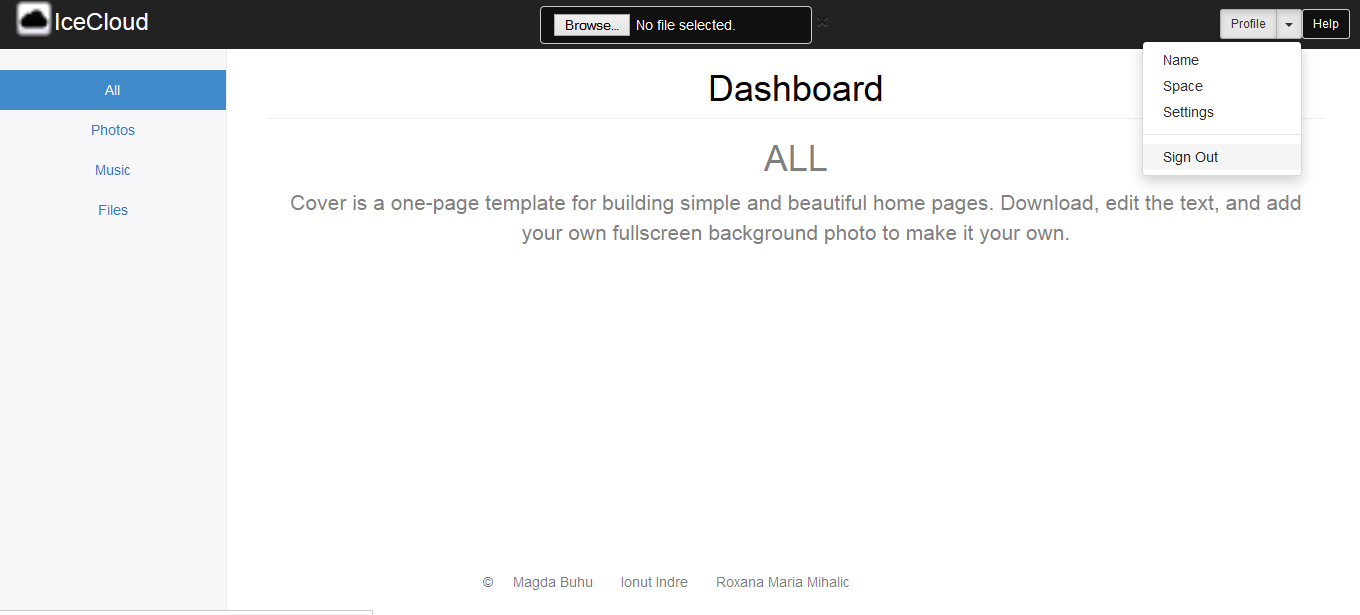 IceCloud
Browse... No file selected.
Profile
Help
Name
Space
Settings
Sign Out
All
Photos
Music
Files
Dashboard
ALL
Cover is a one-page template for building simple and beautiful home pages. Download, edit the text, and add
your own fullscreen background photo to make it your own.
© Magda Buhu Ionut Indre Roxana Maria Mihalic